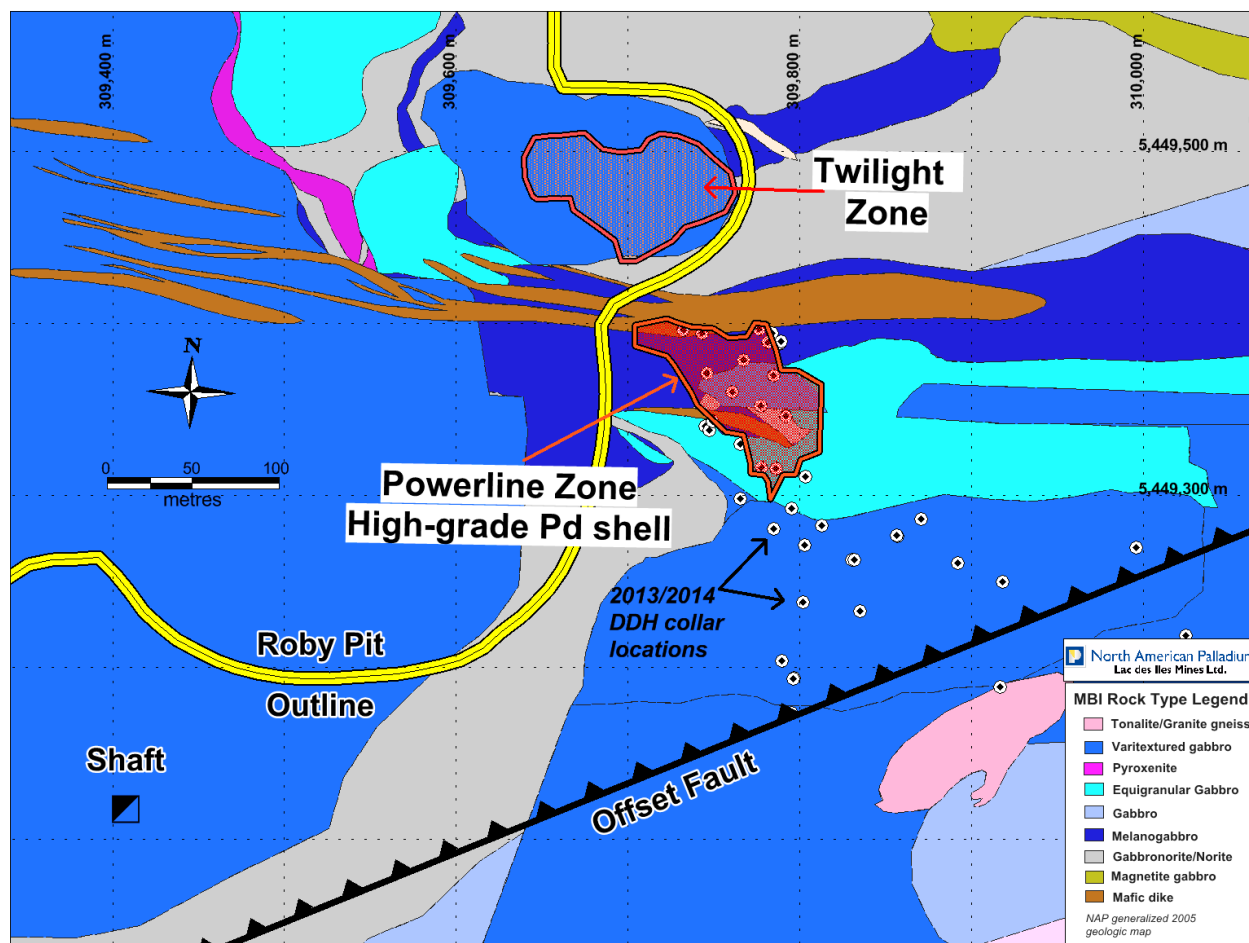 309,400 m
309,600 m
309,800 m
310,000 m
5,449,500 m
Twilight
Zone
N
0 50 100
metres
Powerline Zone
High-grade Pd shell
5,449,300 m
2013/2014
DDH collar
locations
Roby Pit
Outline
Shaft
Offset Fault
P
North American Palladium
Lac des Iles Mines Ltd.
MBI Rock Type Legend
Tonalite/Granite gneiss
Varitextured gabbro
Pyroxenite
Equigranular Gabbro
Gabbro
Melanogabbro
Gabbronorite/Norite
Magnetite gabbro
Mafic dike
NAP generalized 2005
geologic map